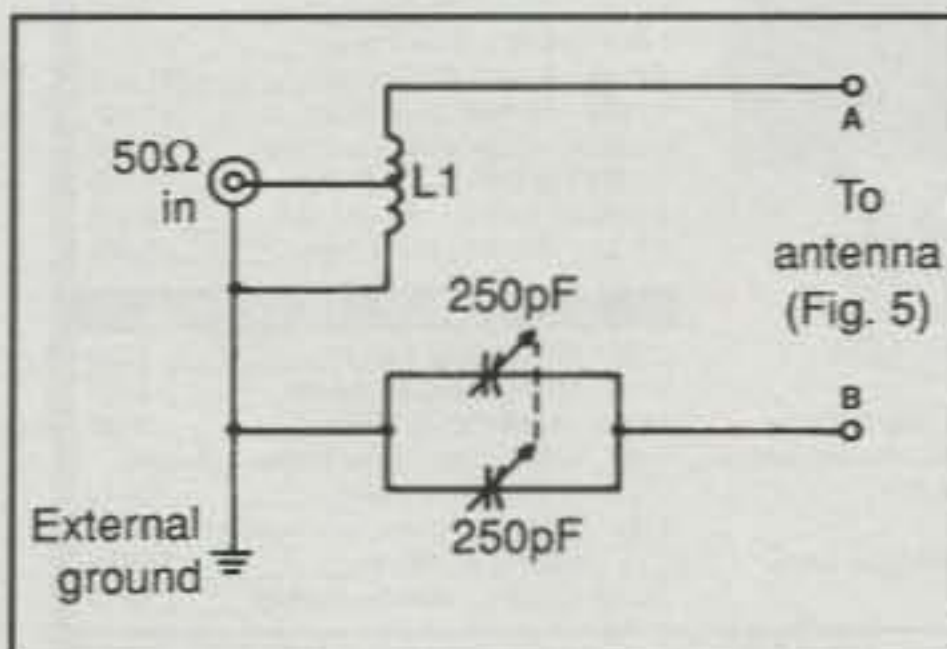 50Ω
in
L1
A
To
antenna
(Fig. 5)
250pF
B
250pF
External
ground